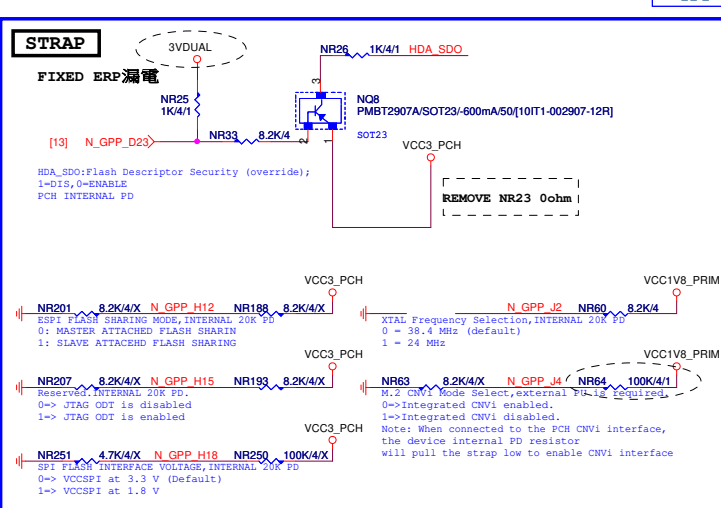 STRAP
3VDUAL
FIXED ERP漏電
NR26 1K/4/1 HDA_SDO
3
NR25
1K/4/1
NQ8
PMBT2907A/SOT23/-600mA/50/[10IT1-002907-12R]
SOT23
[13] N_GPP_D23
NR33 8.2K/4
2
1
VCC3_PCH
HDA_SDO:Flash Descriptor Security (override);
1=DIS,0=ENABLE
PCH INTERNAL PD
REMOVE NR23 0ohm
VCC3_PCH
NR201 8.2K/4/X N_GPP_H12 NR188 8.2K/4/X
ESPI FLASH SHARING MODE,INTERNAL 20K PD
0: MASTER ATTACHED FLASH SHARIN
1: SLAVE ATTACEHD FLASH SHARING
VCC1V8_PRIM
N_GPP_J2 NR60 8.2K/4
XTAL Frequency Selection,INTERNAL 20K PD
0 = 38.4 MHz (default)
1 = 24 MHz
VCC3_PCH
NR207 8.2K/4/X N_GPP_H15 NR193 8.2K/4/X
Reserved.INTERNAL 20K PD.
0=> JTAG ODT is disabled
1=> JTAG ODT is enabled
VCC1V8_PRIM
NR63 8.2K/4/X N_GPP_J4 NR64 100K/4/1
M.2 CNVi Mode Select,external PU is required.
0=>Integrated CNVi enabled.
1=>Integrated CNVi disabled.
Note: When connected to the PCH CNVi interface,
the device internal PD resistor
will pull the strap low to enable CNVi interface
VCC3_PCH
NR251 4.7K/4/X N_GPP_H18 NR250 100K/4/X
SPI FLASH INTERFACE VOLTAGE,INTERNAL 20K PD
0=> VCCSPI at 3.3 V (Default)
1=> VCCSPI at 1.8 V